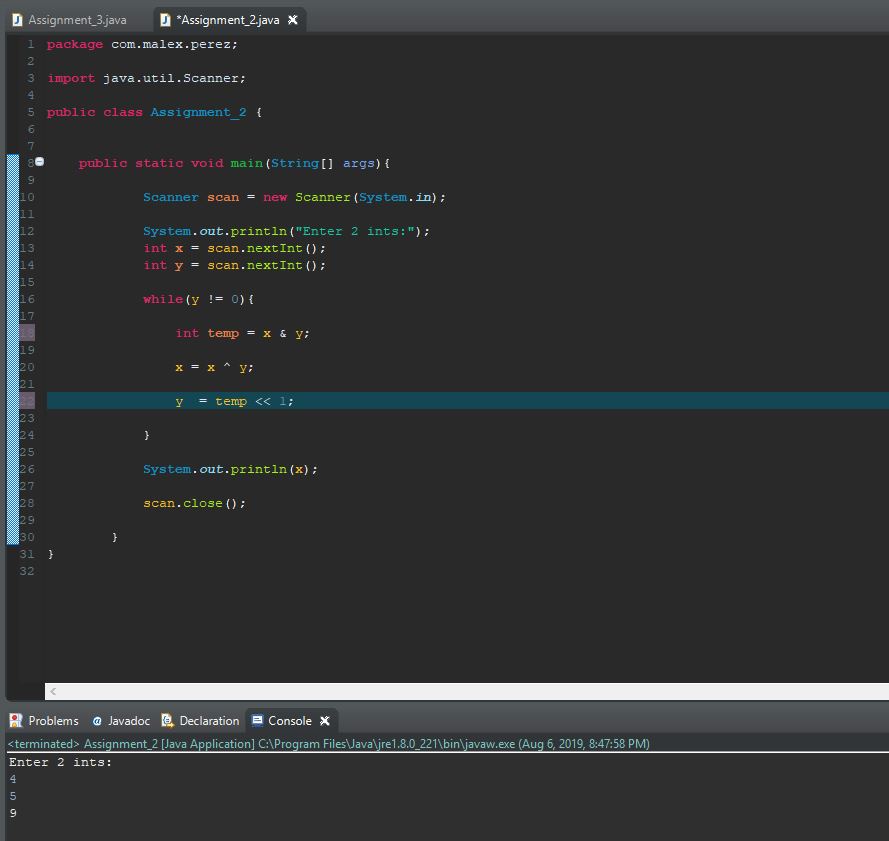 Assignment_3.java *Assignment_2.java
1 package com.malex.perez;
2
3 import java.util.Scanner;
4
5 public class Assignment_2 {
6
7
8 public static void main(String[] args){
9
10 Scanner scan = new Scanner(System.in);
11
12 System.out.println("Enter 2 ints:");
13 int x = scan.nextInt();
14 int y = scan.nextInt();
15
16 while(y != 0){
17
18 int temp = x & y;
19
20 x = x ^ y;
21
22 y  = temp << 1;
23
24 }
25
26 System.out.println(x);
27
28 scan.close();
29
30 }
31 }
32
Problems Javadoc Declaration Console
<terminated> Assignment_2 [Java Application] C:\Program Files\Java\jre1.8.0_221\bin\javaw.exe (Aug 6, 2019, 8:47:58 PM)
Enter 2 ints:
4
5
9